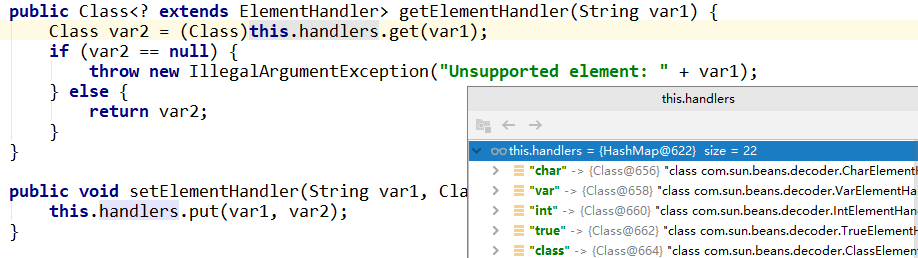 public Class<? extends ElementHandler> getElementHandler(String var1) {
Class var2 = (Class)this.handlers.get(var1);
if (var2 == null) {
throw new IllegalArgumentException("Unsupported element: " + var1);
} else {
return var2;
}
}
public void setElementHandler(String var1, Cla
this.handlers.put(var1, var2);
}
this.handlers
this.handlers = {HashMap@622} size = 22
"char" -> {Class@656} "class com.sun.beans.decoder.CharElementH
"var" -> {Class@658} "class com.sun.beans.decoder.VarElementHa
"int" -> {Class@660} "class com.sun.beans.decoder.IntElementHand
"true" -> {Class@662} "class com.sun.beans.decoder.TrueElementH
"class" -> {Class@664} "class com.sun.beans.decoder.ClassElement